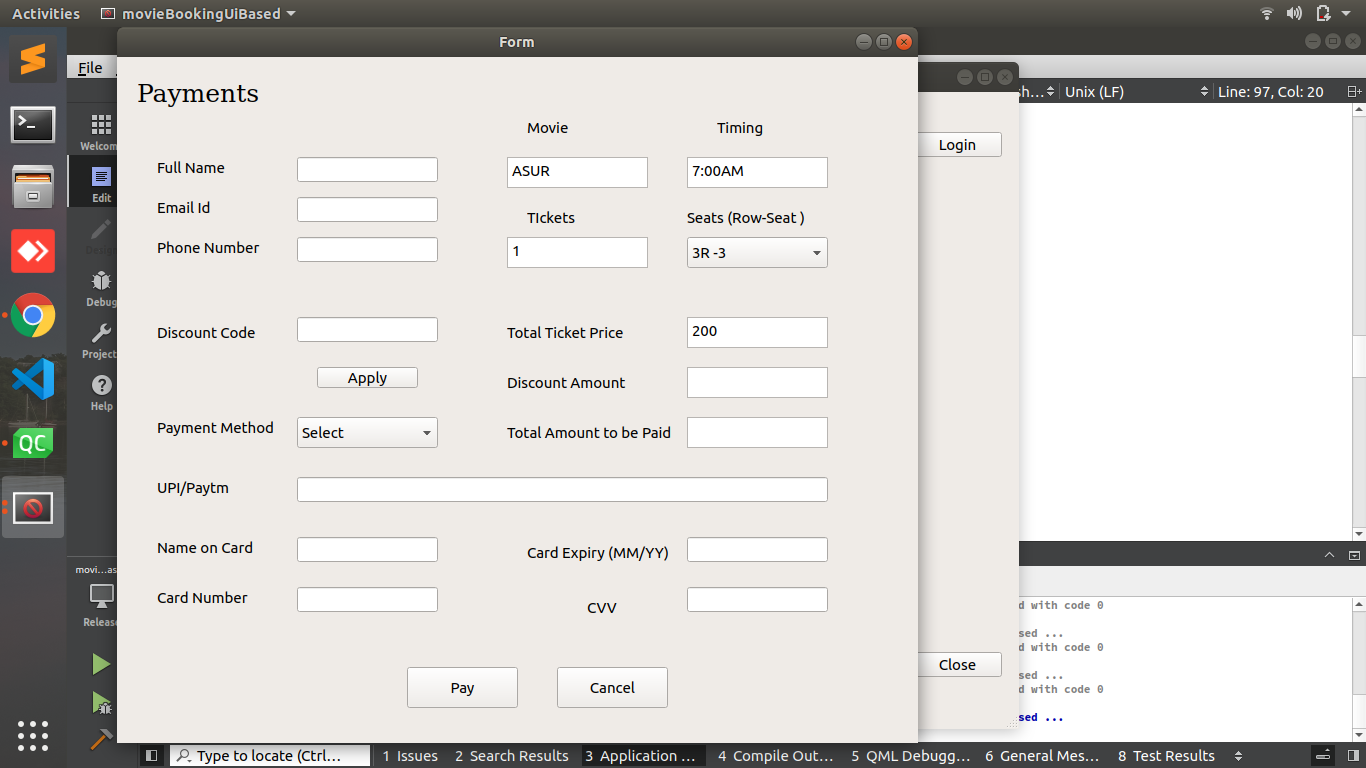 Activities movieBookingUiBased
Form
File
Payments
Unix (LF) Line: 97, Col: 20
Movie Timing
Login
Full Name ASUR 7:00AM
Email Id
TIckets Seats (Row-Seat )
Phone Number 1 3R -3
Discount Code Total Ticket Price 200
Apply Discount Amount
Payment Method Select Total Amount to be Paid
UPI/Paytm
Name on Card Card Expiry (MM/YY)
Card Number CVV
Close
Pay Cancel
Welcom
Edit
Design
Debug
Project
Help
QC
movi...as
Release
d with code 0
sed ...
d with code 0
sed ...
d with code 0
sed ...
Type to locate (Ctrl... 1 Issues 2 Search Results 3 Application ... 4 Compile Out... 5 QML Debugg... 6 General Mes... 8 Test Results